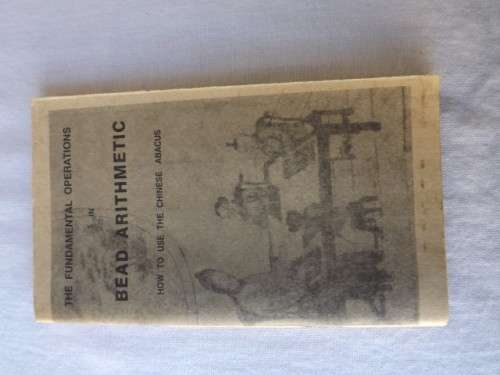 THE FUNDAMENTAL OPERATIONS
IN
BEAD ARITHMETIC
HOW TO USE THE CHINESE ABACUS